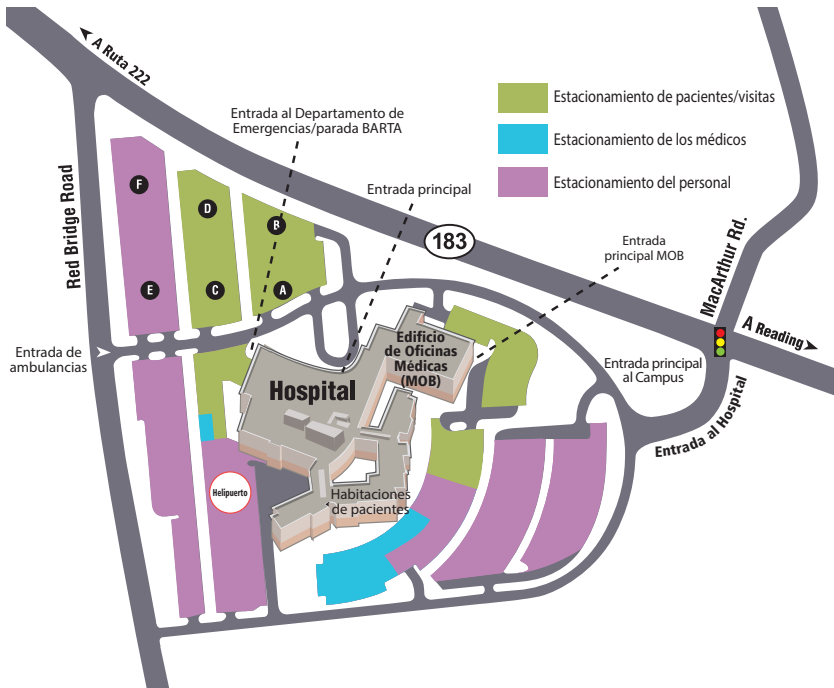 A Ruta 222
Entrada al Departamento de
Emergencias/parada BARTA
Estacionamiento de pacientes/visitas
Estacionamiento de los médicos
Estacionamiento del personal
Entrada principal
Red Bridge Road
F
D
B
E
C
A
183
Entrada
principal MOB
MacArthur Rd.
A Reading
Entrada de
ambulancias
Edificio
de Oficinas
Médicas
(MOB)
Hospital
Entrada principal
al Campus
Entrada al Hospital
Helipuerto
Habitaciones
de pacientes